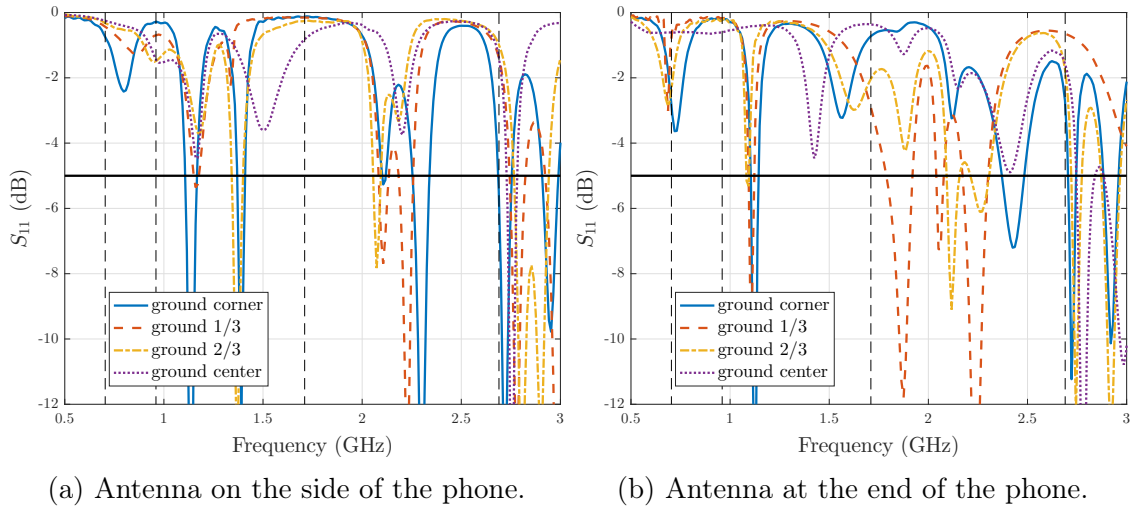 0
-2
-4
-6
-8
-10
-12
S11 (dB)
ground corner
ground 1/3
ground 2/3
ground center
0.5 1 1.5 2 2.5 3
Frequency (GHz)
(a) Antenna on the side of the phone.
0
-2
-4
-6
-8
-10
-12
S11 (dB)
ground corner
ground 1/3
ground 2/3
ground center
0.5 1 1.5 2 2.5 3
Frequency (GHz)
(b) Antenna at the end of the phone.